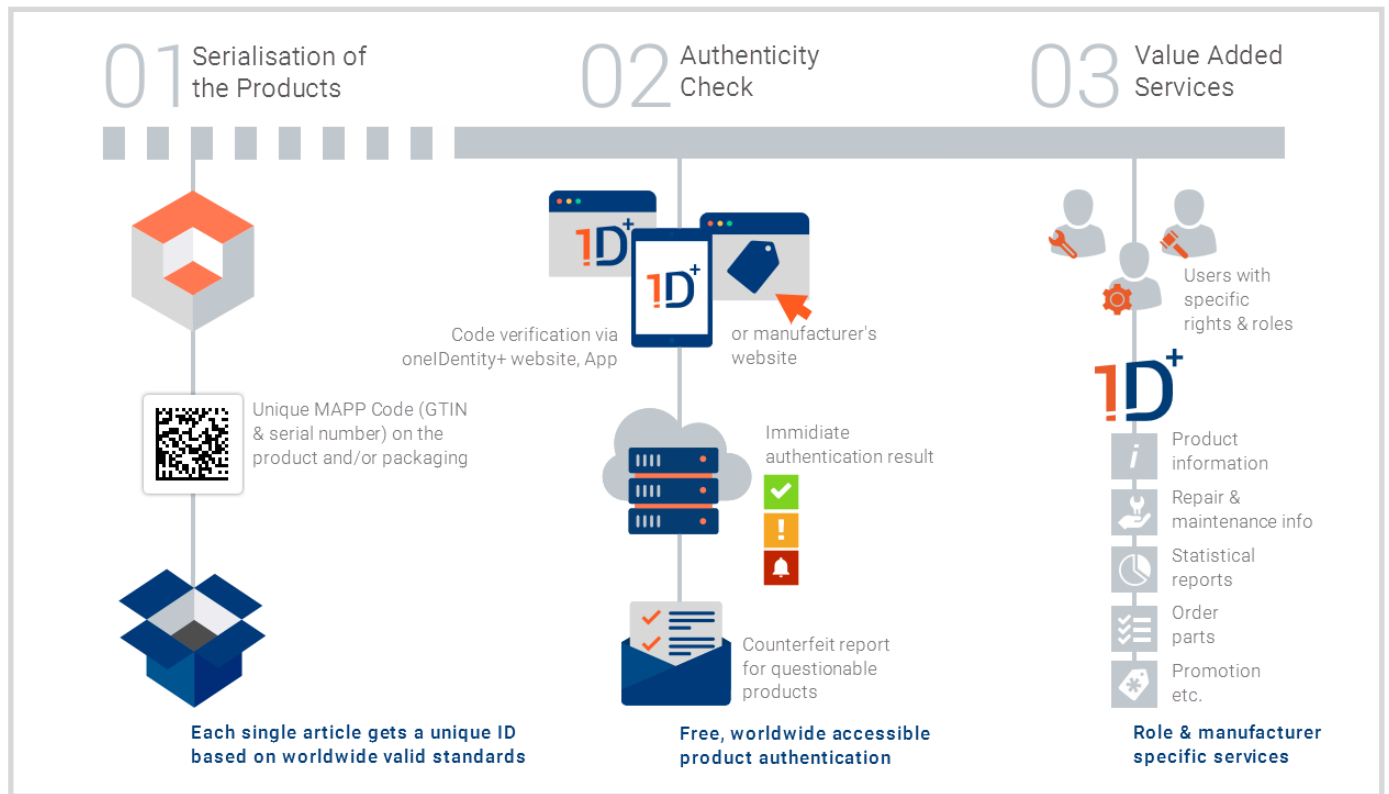 01 Serialisation of
the Products
Unique MAPP Code (GTIN
& serial number) on the
product and/or packaging
Each single article gets a unique ID
based on worldwide valid standards
02 Authenticity
Check
1D+
1D+
Code verification via
oneIDentity+ website, App
or manufacturer's
website
Immidiate
authentication result
!
Counterfeit report
for questionable
products
Free, worldwide accessible
product authentication
03 Value Added
Services
Users with
specific
rights & roles
1D+
i
Product
information
Repair &
maintenance info
Statistical
reports
Order
parts
Promotion
etc.
Role & manufacturer
specific services